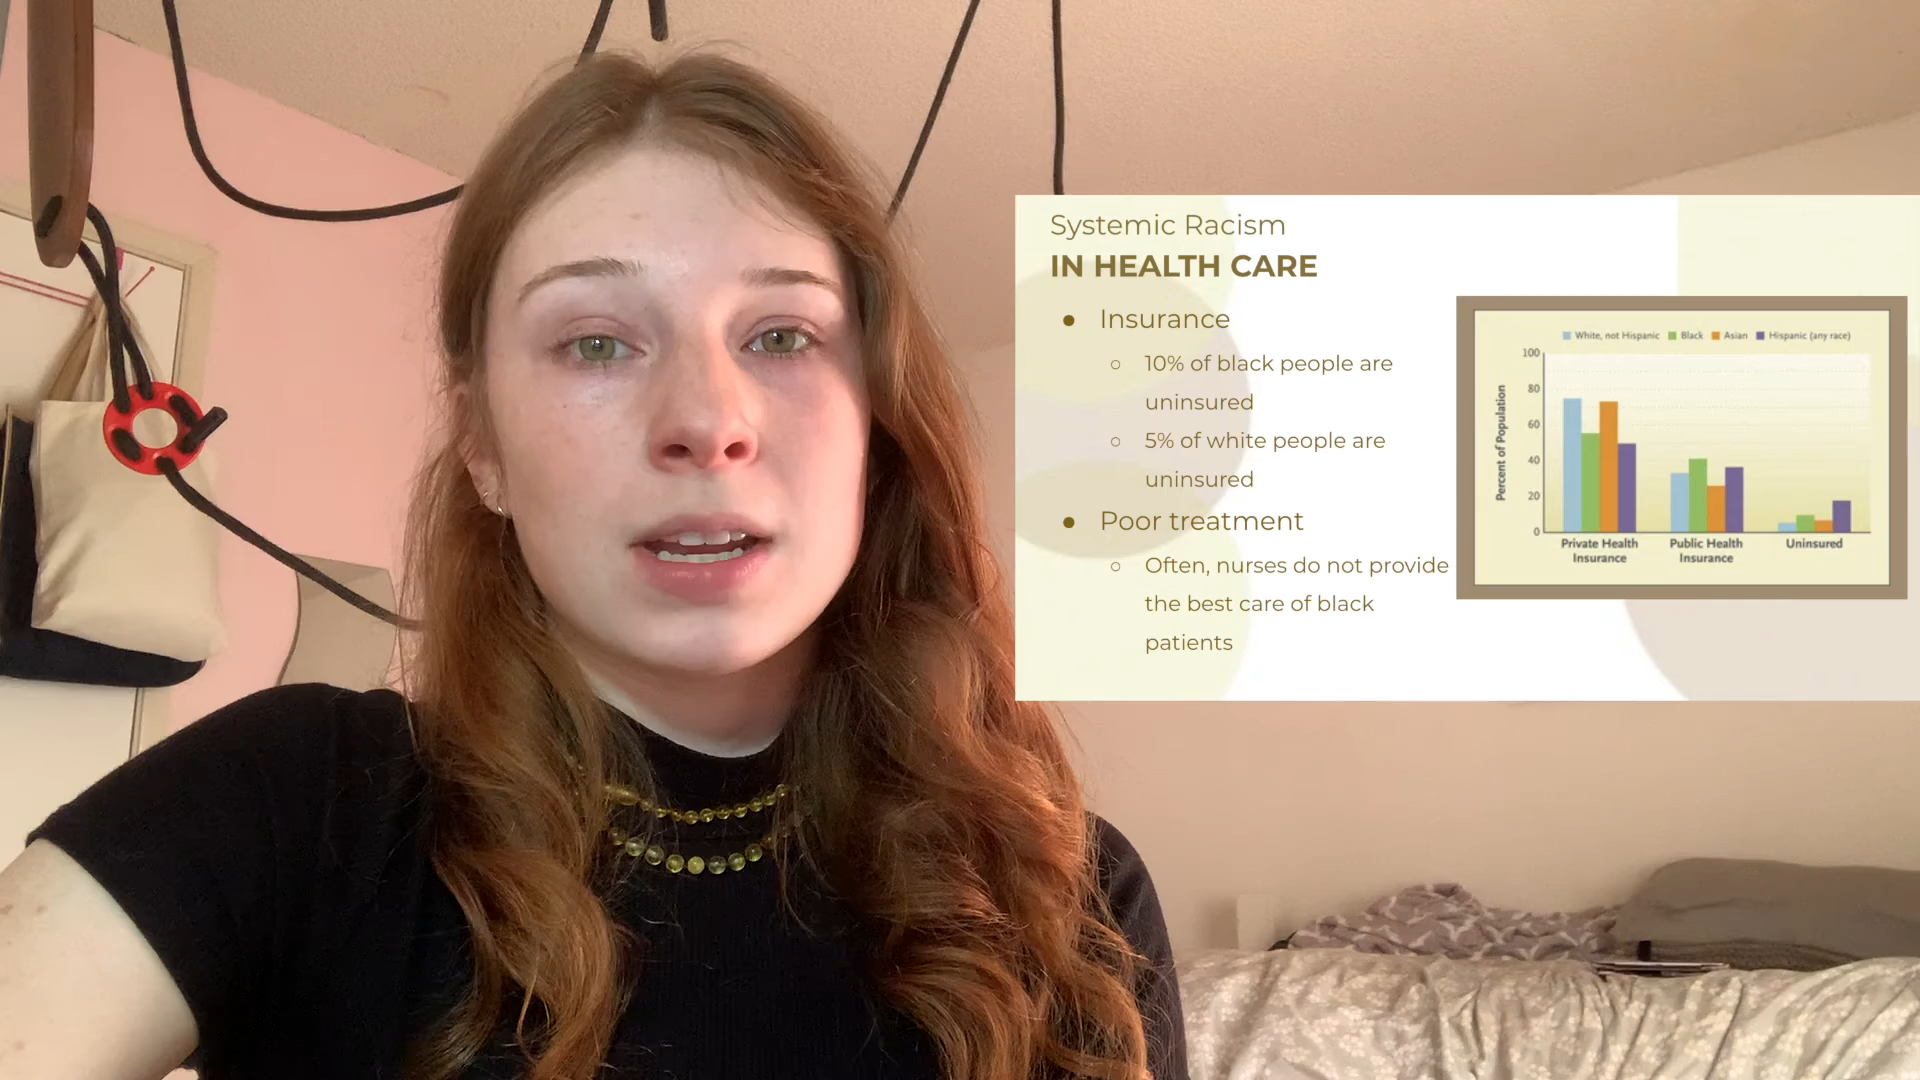 Systemic Racism
IN HEALTH CARE
● Insurance
○ 10% of black people are
uninsured
○ 5% of white people are
uninsured
● Poor treatment
○ Often, nurses do not provide
the best care of black
patients
White, not Hispanic Black Asian Hispanic (any race)
Percent of Population
100
80
60
40
20
0
Private Health
Insurance
Public Health
Insurance
Uninsured